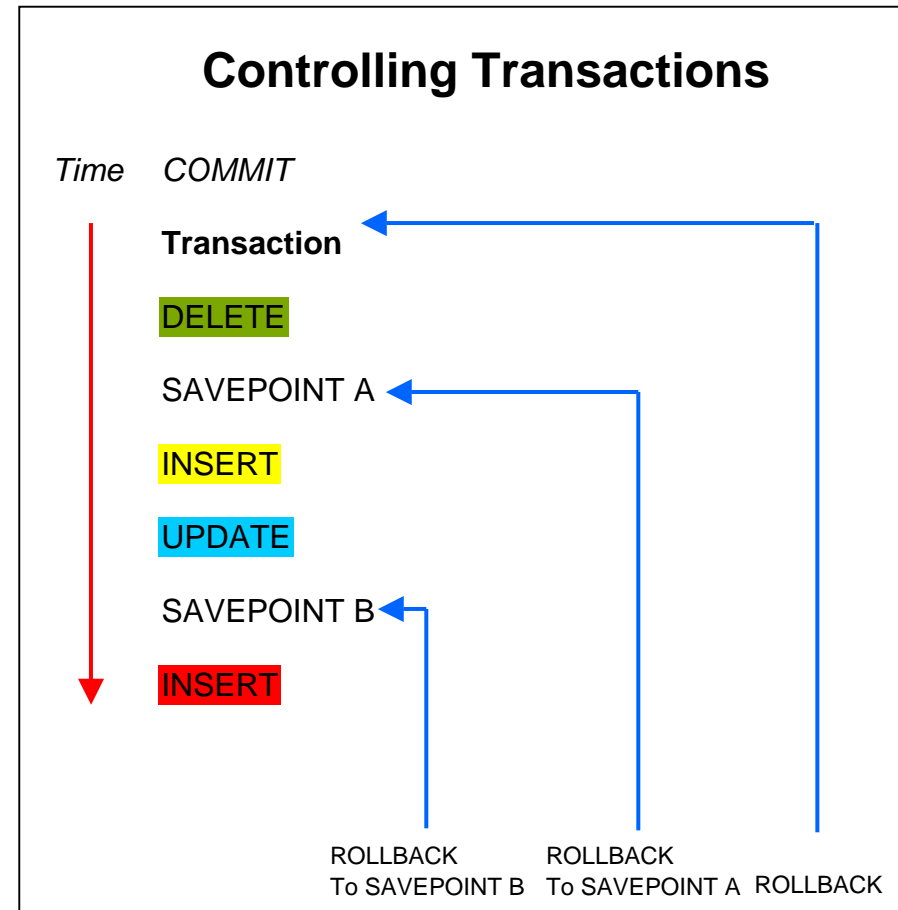 Controlling Transactions
Time COMMIT
Transaction
DELETE
SAVEPOINT A
INSERT
UPDATE
SAVEPOINT B
INSERT
ROLLBACK
To SAVEPOINT B
ROLLBACK
To SAVEPOINT A
ROLLBACK